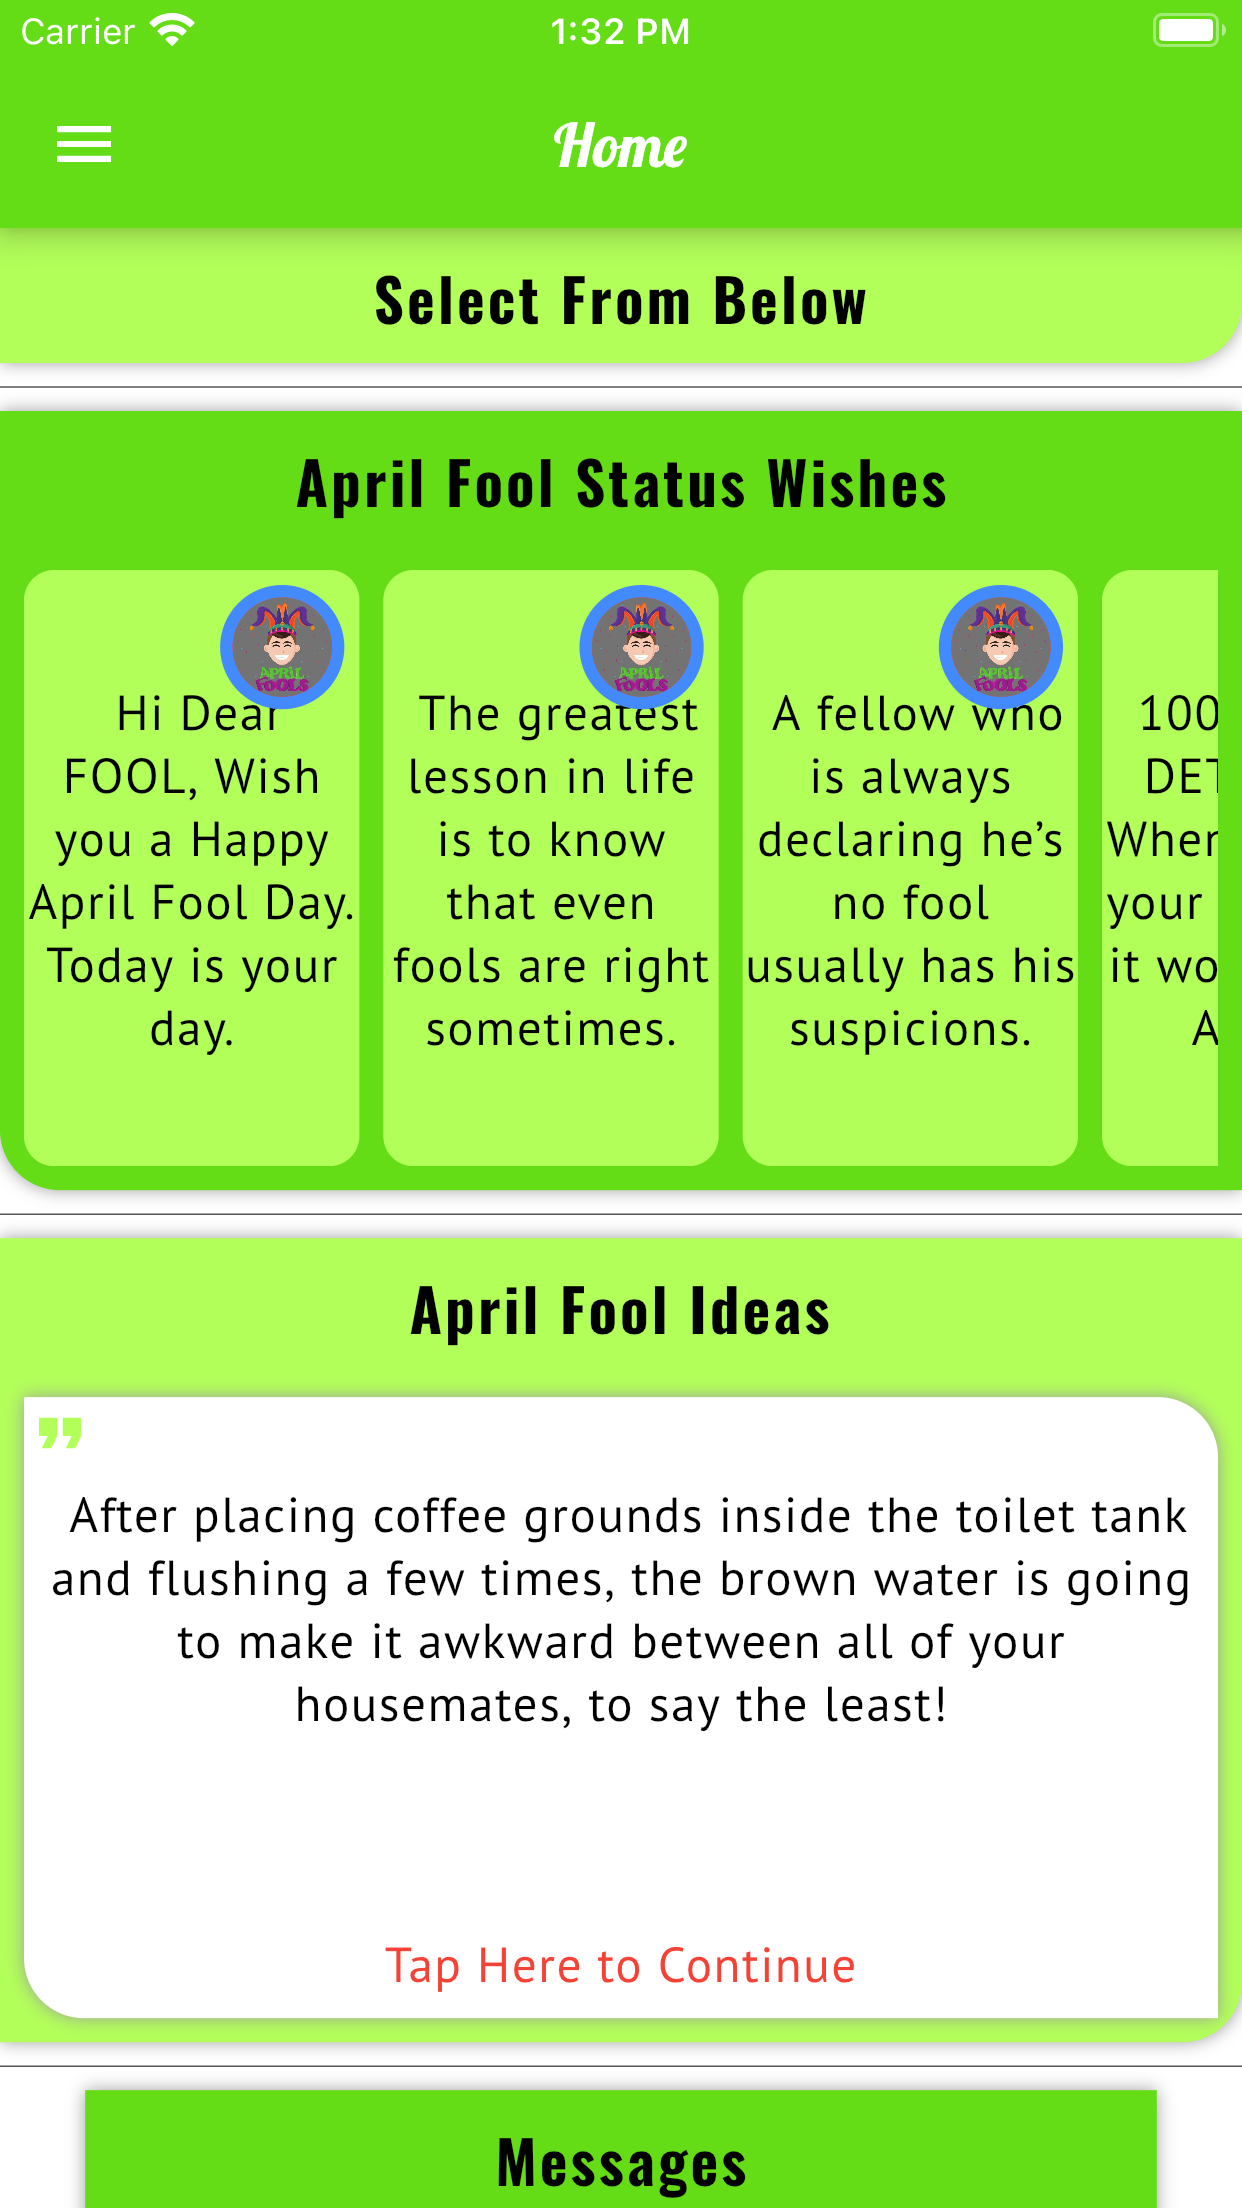 Carrier
1:32 PM
Home
Select From Below
April Fool Status Wishes
APRIL
FOOLS
Hi Dear
FOOL, Wish
you a Happy
April Fool Day.
Today is your
day.
APRIL
FOOLS
The greatest
lesson in life
is to know
that even
fools are right
sometimes.
APRIL
FOOLS
A fellow who
is always
declaring he’s
no fool
usually has his
suspicions.
100
your
it
April Fool Ideas
After placing coffee grounds inside the toilet tank
and flushing a few times, the brown water is going
to make it awkward between all of your
housemates, to say the least!
Tap Here to Continue
Messages